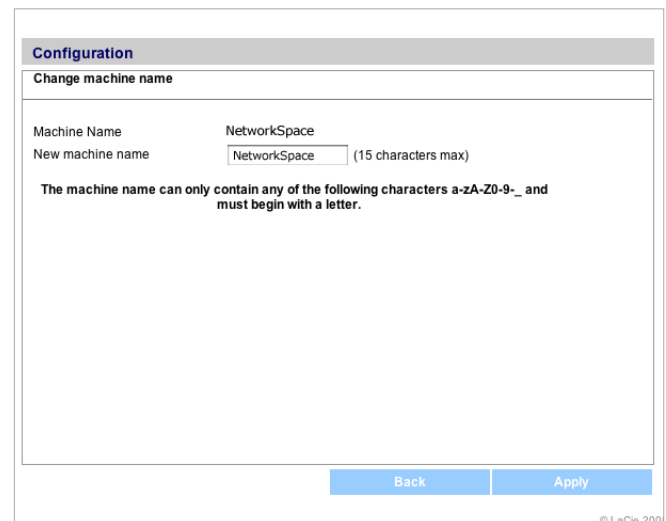 Configuration
Change machine name
Machine Name NetworkSpace
New machine name NetworkSpace (15 characters max)
The machine name can only contain any of the following characters a-zA-Z0-9-_ and
must begin with a letter.
Back Apply
© LaCie